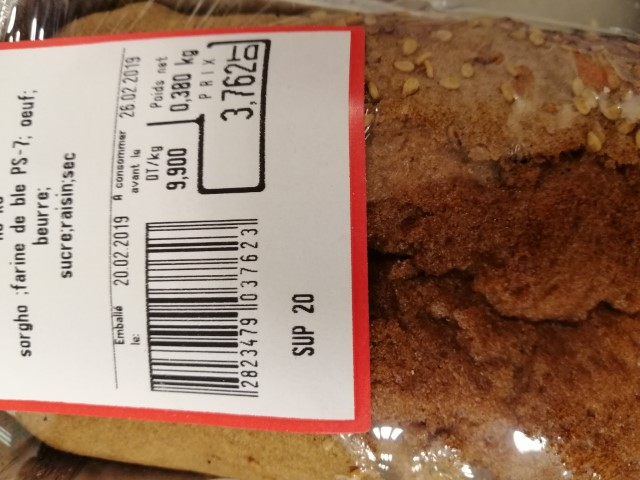 sorgho ;farine de ble PS-7; oeuf;
beurre;
sucre;raisin;sec
Emballé le: 20.02.2019
A consommer avant le 26.02.2019
DT/kg
9,900
Poids net
0,380 kg
PRIX
3,762
2823479037623
SUP 20